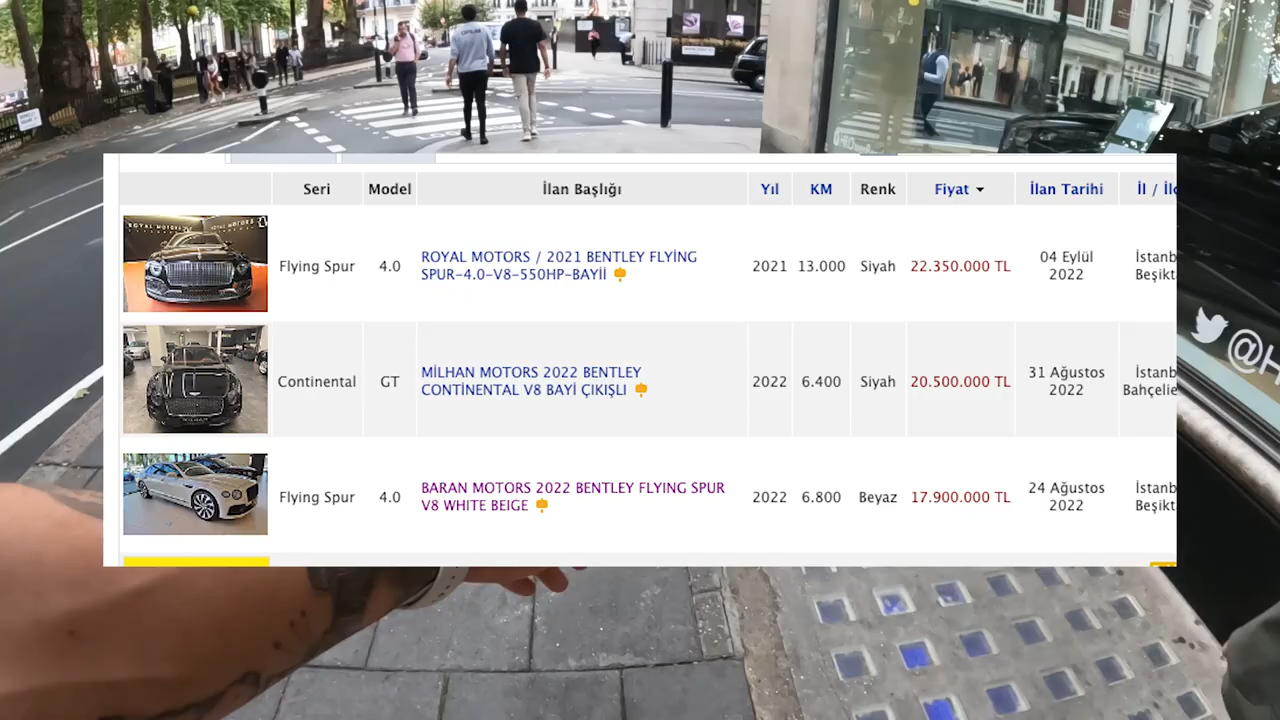 Seri Model İlan Başlığı Yıl KM Renk Fiyat İlan Tarihi İl / İlç
Flying Spur 4.0 ROYAL MOTORS / 2021 BENTLEY FLYİNG
SPUR-4.0-V8-550HP-BAYİİ 2021 13.000 Siyah 22.350.000 TL 04 Eylül
2022 İstanb
Beşikt
Continental GT MİLHAN MOTORS 2022 BENTLEY
CONTİNENTAL V8 BAYİ ÇIKIŞLI 2022 6.400 Siyah 20.500.000 TL 31 Ağustos
2022 İstanb
Bahçelie
Flying Spur 4.0 BARAN MOTORS 2022 BENTLEY FLYING SPUR
V8 WHITE BEIGE 2022 6.800 Beyaz 17.900.000 TL 24 Ağustos
2022 İstanb
Beşikt
@H